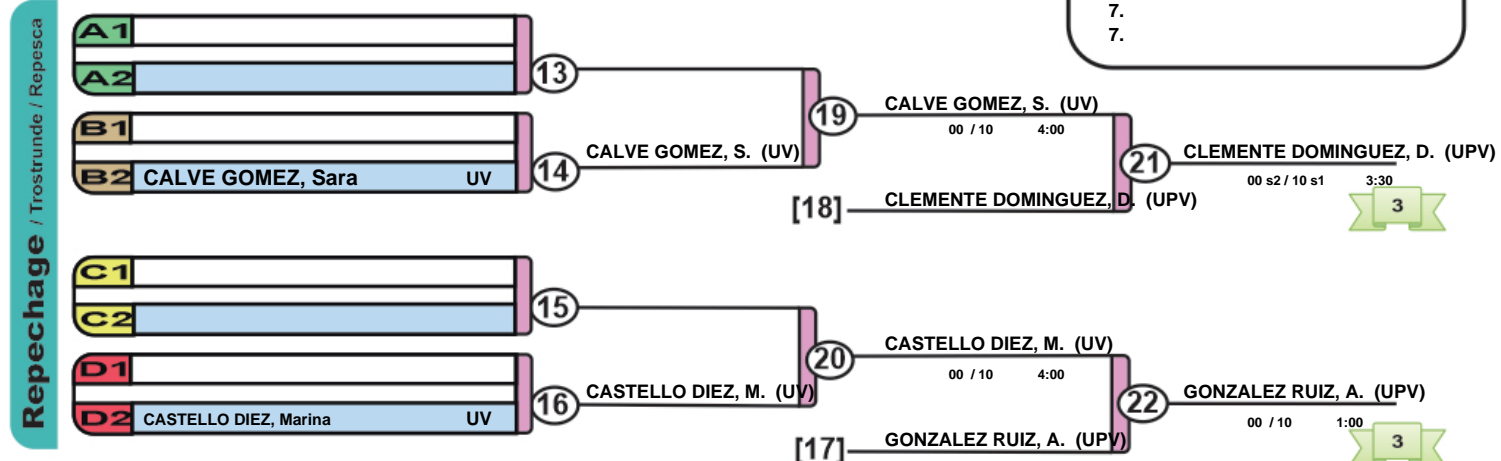 7.
7.
Repechage / Trostrunde / Repesca
A1
A2
13
B1
B2 CALVE GOMEZ, Sara UV
14
CALVE GOMEZ, S. (UV)
19
CALVE GOMEZ, S. (UV)
00 / 10 4:00
[18] CLEMENTE DOMINGUEZ, D. (UPV)
21
CLEMENTE DOMINGUEZ, D. (UPV)
00 s2 / 10 s1 3:30
3
C1
C2
15
D1
D2 CASTELLO DIEZ, Marina UV
16
CASTELLO DIEZ, M. (UV)
20
CASTELLO DIEZ, M. (UV)
00 / 10 4:00
[17] GONZALEZ RUIZ, A. (UPV)
22
GONZALEZ RUIZ, A. (UPV)
00 / 10 1:00
3